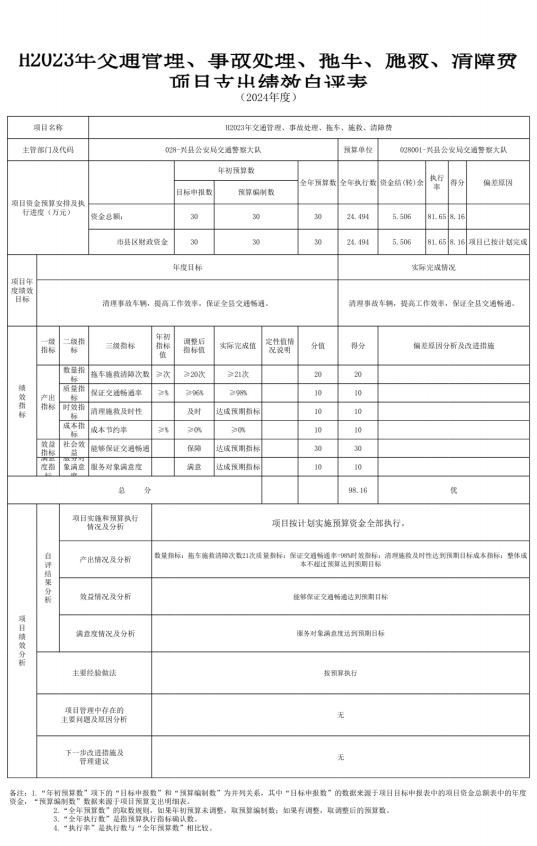 H2023年交通管理、事故处理、拖车、施救、清障费
项目支出绩效自评表
（2024年度）
项目名称 H2023年交通管理、事故处理、拖车、施救、清障费
主管部门及代码 028-兴县公安局交通警察大队 预算单位 028001-兴县公安局交通警察大队
项目资金预算安排及执行进度（万元） 年初预算数 全年预算数 全年执行数 资金结(转)余 执行率 得分 偏差原因
目标申报数 预算编制数
资金总额： 30 30 30 24.494 5.506 81.65 8.16
市县区财政资金 30 30 30 24.494 5.506 81.65 8.16 项目已按计划完成
项目年度绩效目标 年度目标 实际完成情况
清理事故车辆，提高工作效率，保证全县交通畅通。 清理事故车辆，提高工作效率，保证全县交通畅通。
绩效指标 一级指标 二级指标 三级指标 年初指标值 调整后指标值 实际完成值 定性值情况说明 分值 得分 偏差原因分析及改进措施
产出指标 数量指标 拖车施救清障次数 ≥次 ≥20次 ≥21次 20 20
质量指标 保证交通畅通率 ≥% ≥96% ≥98% 10 10
时效指标 清理施救及时性 及时 达成预期指标 10 10
成本指标 成本节约率 ≥% ≥0% ≥0% 10 10
效益指标 社会效益 能够保证交通畅通 保障 达成预期指标 30 30
满意度指标 服务对象满意度 服务对象满意度 满意 达成预期指标 10 10
总 分 98.16 优
项目绩效分析 自评结果分析 项目实施和预算执行情况及分析 项目按计划实施预算资金全部执行。
产出情况及分析 数量指标：拖车施救清障次数21次质量指标：保证交通畅通率=98%时效指标：清理施救及时性达到预期目标成本指标：整体成
本不超过预算达到预期目标
效益情况及分析 能够保证交通畅通达到预期目标
满意度情况及分析 服务对象满意度达到预期目标
主要经验做法 按预算执行
项目管理中存在的主要问题及原因分析 无
下一步改进措施及管理建议 无
备注：1.“年初预算数”项下的“目标申报数”和“预算编制数”为并列关系，其中“目标申报数”的数据来源于项目目标申报表中的项目资金总额表中的年度
资金，“预算编制数”数据来源于项目预算支出明细表。
2.“全年预算数”的取数规则，如果年初预算未调整，取预算编制数；如果有调整，取调整后的预算数。
3.“全年执行数”是指预算执行指标确认数。
4.“执行率”是执行数与“全年预算数”相比较。